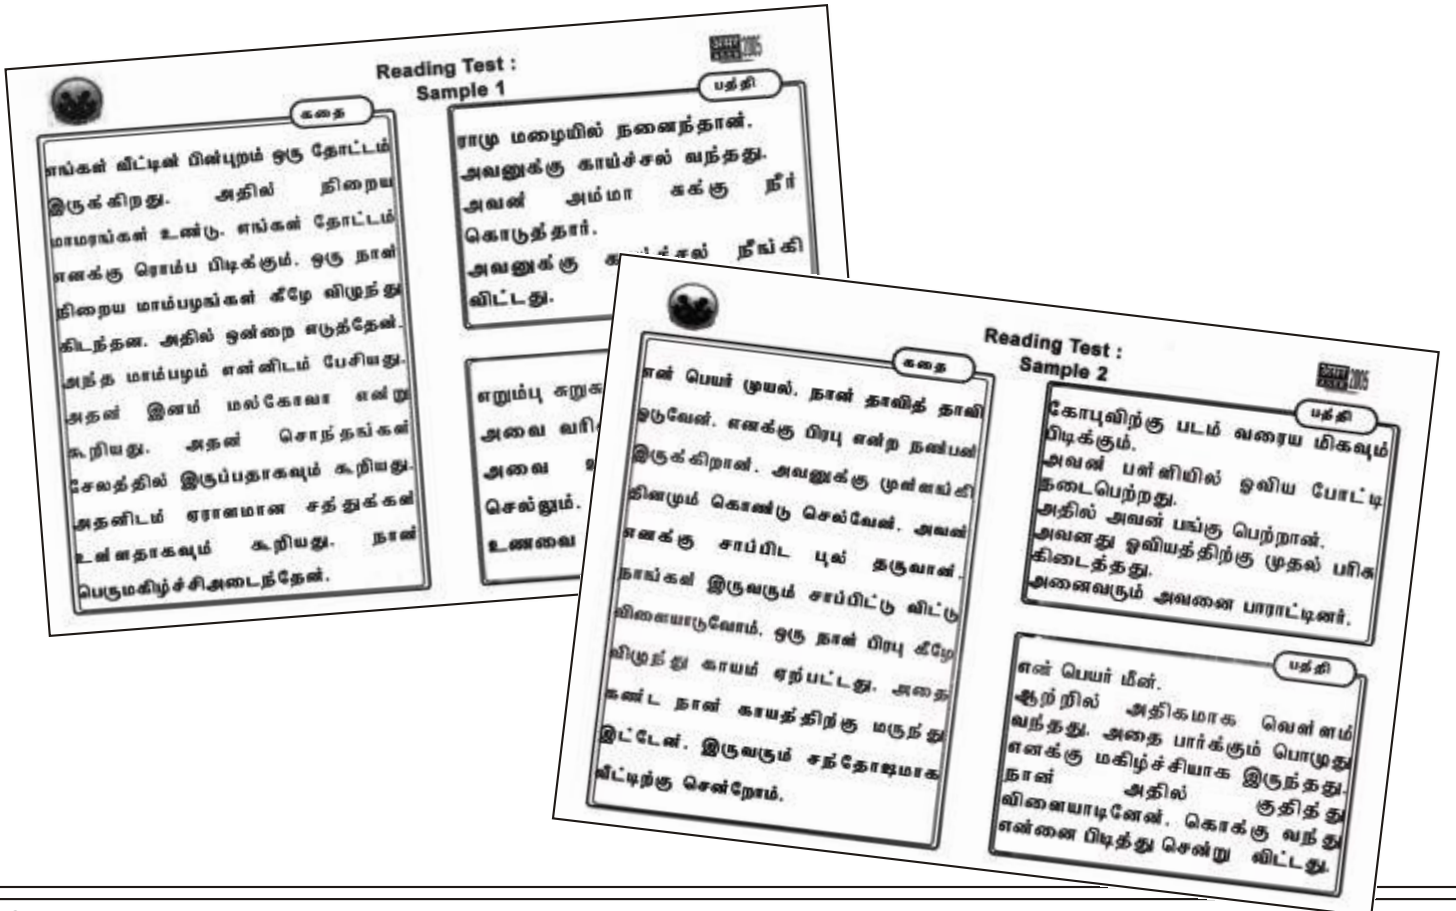 Reading Test :
Sample 1
2005
கதை
எங்கள் வீட்டின் பின்புறம் ஒரு தோட்டம்
இருக்கிறது. அதில் நிறைய
மாமரங்கள் உண்டு. எங்கள் தோட்டம்
எனக்கு ரொம்ப பிடிக்கும். ஒரு நாள்
நிறைய மாம்பழங்கள் கீழே விழுந்து
கிடந்தன. அதில் ஒன்றை எடுத்தேன்.
அந்த மாம்பழம் என்னிடம் பேசியது.
அதன் இனம் மல்கோவா என்று
கூறியது. அதன் சொந்தங்கள்
சேலத்தில் இருப்பதாகவும் கூறியது.
அதனிடம் ஏராளமான சத்துக்கள்
உள்ளதாகவும் கூறியது. நான்
பெருமகிழ்ச்சிஅடைந்தேன்.
பத்தி
ராமு மழையில் நனைந்தான்.
அவனுக்கு காய்ச்சல் வந்தது.
அவன் அம்மா சுக்கு நீர்
கொடுத்தார்.
அவனுக்கு நீங்கி
விட்டது.
எறும்பு
அவை
அவை
செல்லும்.
உணவை
Reading Test :
Sample 2
2005
கதை
என் பெயர் முயல். நான் தாவித் தாவி
ஓடுவேன். எனக்கு பிரபு என்ற நண்பன்
இருக்கிறான். அவனுக்கு முள்ளங்கி
தினமும் கொண்டு செல்வேன். அவன்
எனக்கு சாப்பிட புல் தருவான்.
நாங்கள் இருவரும் சாப்பிட்டு விட்டு
விளையாடுவோம். ஒரு நாள் பிரபு கீழே
விழுந்து காயம் ஏற்பட்டது. அதை
கண்ட நான் காயத்திற்கு மருந்து
இட்டேன். இருவரும் சந்தோஷமாக
வீட்டிற்கு சென்றோம்.
பத்தி
கோபுவிற்கு படம் வரைய மிகவும்
பிடிக்கும்.
அவன் பள்ளியில் ஓவிய போட்டி
நடைபெற்றது.
அதில் அவன் பங்கு பெற்றான்.
அவனது ஓவியத்திற்கு முதல் பரிசு
கிடைத்தது.
அனைவரும் அவனை பாராட்டினர்.
பத்தி
என் பெயர் மீன்.
ஆற்றில் அதிகமாக வெள்ளம்
வந்தது. அதை பார்க்கும் பொழுது
எனக்கு மகிழ்ச்சியாக இருந்தது.
நான் அதில் குதித்து
விளையாடினேன். கொக்கு வந்து
என்னை பிடித்து சென்று விட்டது.